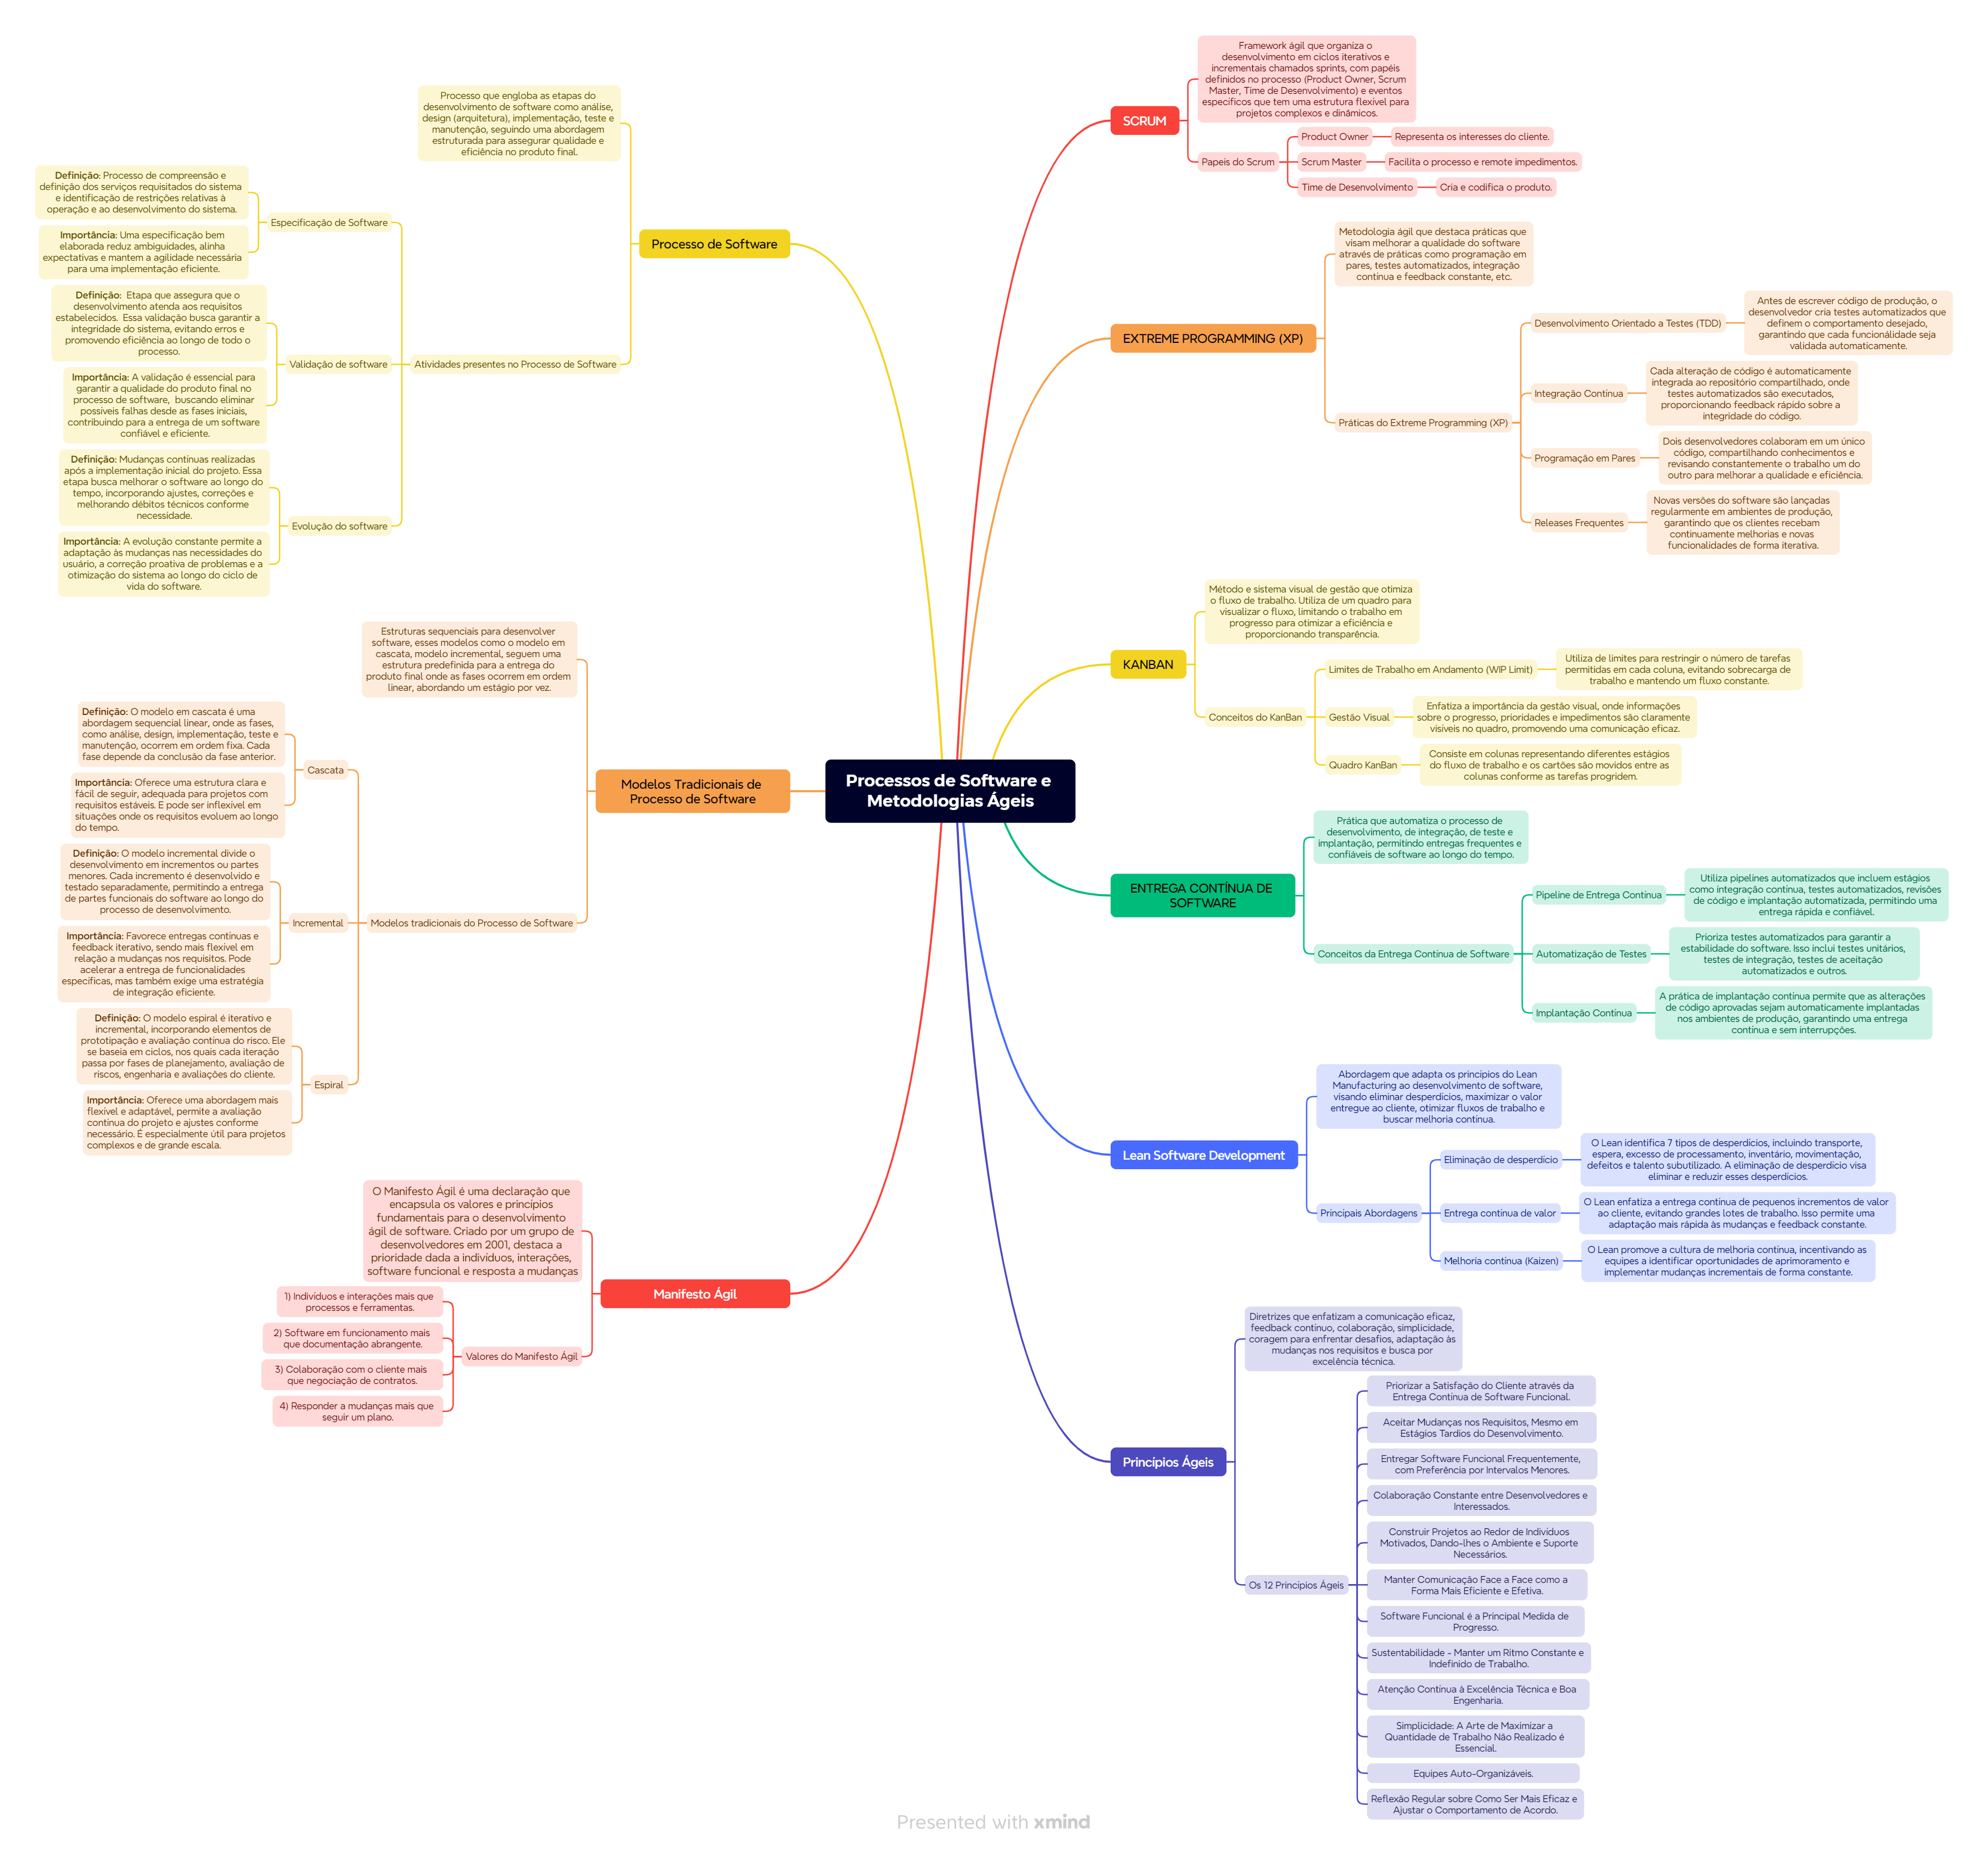 Processos de Software e
Metodologias Ágeis
Processo de Software
Processo que engloba as etapas do
desenvolvimento de software como análise,
design (arquitetura), implementação, teste e
manutenção, seguindo uma abordagem
estruturada para assegurar qualidade e
eficiência no produto final.
Atividades presentes no Processo de Software
Especificação de Software
Definição: Processo de compreensão e
definição dos serviços requisitados do sistema
e identificação de restrições relativas à
operação e ao desenvolvimento do sistema.
Importância: Uma especificação bem
elaborada reduz ambiguidades, alinha
expectativas e mantem a agilidade necessária
para uma implementação eficiente.
Validação de software
Definição:  Etapa que assegura que o
desenvolvimento atenda aos requisitos
estabelecidos.  Essa validação busca garantir a
integridade do sistema, evitando erros e
promovendo eficiência ao longo de todo o
processo.
Importância: A validação é essencial para
garantir a qualidade do produto final no
processo de software,  buscando eliminar
possíveis falhas desde as fases iniciais,
contribuindo para a entrega de um software
confiável e eficiente.
Evolução do software
Definição: Mudanças contínuas realizadas
após a implementação inicial do projeto. Essa
etapa busca melhorar o software ao longo do
tempo, incorporando ajustes, correções e
melhorando débitos técnicos conforme
necessidade.
Importância: A evolução constante permite a
adaptação às mudanças nas necessidades do
usuário, a correção proativa de problemas e a
otimização do sistema ao longo do ciclo de
vida do software.
Modelos Tradicionais de
Processo de Software
Estruturas sequenciais para desenvolver
software, esses modelos como o modelo em
cascata, modelo incremental, seguem uma
estrutura predefinida para a entrega do
produto final onde as fases ocorrem em ordem
linear, abordando um estágio por vez.
Modelos tradicionais do Processo de Software
Cascata
Definição: O modelo em cascata é uma
abordagem sequencial linear, onde as fases,
como análise, design, implementação, teste e
manutenção, ocorrem em ordem fixa. Cada
fase depende da conclusão da fase anterior.
Importância: Oferece uma estrutura clara e
fácil de seguir, adequada para projetos com
requisitos estáveis. E pode ser inflexível em
situações onde os requisitos evoluem ao longo
do tempo.
Incremental
Definição: O modelo incremental divide o
desenvolvimento em incrementos ou partes
menores. Cada incremento é desenvolvido e
testado separadamente, permitindo a entrega
de partes funcionais do software ao longo do
processo de desenvolvimento.
Importância: Favorece entregas contínuas e
feedback iterativo, sendo mais flexível em
relação a mudanças nos requisitos. Pode
acelerar a entrega de funcionalidades
específicas, mas também exige uma estratégia
de integração eficiente.
Espiral
Definição: O modelo espiral é iterativo e
incremental, incorporando elementos de
prototipação e avaliação contínua do risco. Ele
se baseia em ciclos, nos quais cada iteração
passa por fases de planejamento, avaliação de
riscos, engenharia e avaliações do cliente.
Importância: Oferece uma abordagem mais
flexível e adaptável, permite a avaliação
contínua do projeto e ajustes conforme
necessário. É especialmente útil para projetos
complexos e de grande escala.
Manifesto Ágil
O Manifesto Ágil é uma declaração que
encapsula os valores e princípios
fundamentais para o desenvolvimento
ágil de software. Criado por um grupo de
desenvolvedores em 2001, destaca a
prioridade dada a indivíduos, interações,
software funcional e resposta a mudanças
Valores do Manifesto Ágil
1) Indivíduos e interações mais que
processos e ferramentas.
2) Software em funcionamento mais
que documentação abrangente.
3) Colaboração com o cliente mais
que negociação de contratos.
4) Responder a mudanças mais que
seguir um plano.
SCRUM
Framework ágil que organiza o
desenvolvimento em ciclos iterativos e
incrementais chamados sprints, com papéis
definidos no processo (Product Owner, Scrum
Master, Time de Desenvolvimento) e eventos
específicos que tem uma estrutura flexível para
projetos complexos e dinâmicos.
Papeis do Scrum
Product Owner
Representa os interesses do cliente.
Scrum Master
Facilita o processo e remote impedimentos.
Time de Desenvolvimento
Cria e codifica o produto.
EXTREME PROGRAMMING (XP)
Metodologia ágil que destaca práticas que
visam melhorar a qualidade do software
através de práticas como programação em
pares, testes automatizados, integração
contínua e feedback constante, etc.
Práticas do Extreme Programming (XP)
Desenvolvimento Orientado a Testes (TDD)
Antes de escrever código de produção, o
desenvolvedor cria testes automatizados que
definem o comportamento desejado,
garantindo que cada funcionálidade seja
validada automaticamente.
Integração Contínua
Cada alteração de código é automaticamente
integrada ao repositório compartilhado, onde
testes automatizados são executados,
proporcionando feedback rápido sobre a
integridade do código.
Programação em Pares
Dois desenvolvedores colaboram em um único
código, compartilhando conhecimentos e
revisando constantemente o trabalho um do
outro para melhorar a qualidade e eficiência.
Releases Frequentes
Novas versões do software são lançadas
regularmente em ambientes de produção,
garantindo que os clientes recebam
continuamente melhorias e novas
funcionalidades de forma iterativa.
KANBAN
Método e sistema visual de gestão que otimiza
o fluxo de trabalho. Utiliza de um quadro para
visualizar o fluxo, limitando o trabalho em
progresso para otimizar a eficiência e
proporcionando transparência.
Conceitos do KanBan
Limites de Trabalho em Andamento (WIP Limit)
Utiliza de limites para restringir o número de tarefas
permitidas em cada coluna, evitando sobrecarga de
trabalho e mantendo um fluxo constante.
Gestão Visual
Enfatiza a importância da gestão visual, onde informações
sobre o progresso, prioridades e impedimentos são claramente
visíveis no quadro, promovendo uma comunicação eficaz.
Quadro KanBan
Consiste em colunas representando diferentes estágios
do fluxo de trabalho e os cartões são movidos entre as
colunas conforme as tarefas progridem.
ENTREGA CONTÍNUA DE
SOFTWARE
Prática que automatiza o processo de
desenvolvimento, de integração, de teste e
implantação, permitindo entregas frequentes e
confiáveis de software ao longo do tempo.
Conceitos da Entrega Contínua de Software
Pipeline de Entrega Contínua
Utiliza pipelines automatizados que incluem estágios
como integração contínua, testes automatizados, revisões
de código e implantação automatizada, permitindo uma
entrega rápida e confiável.
Automatização de Testes
Prioriza testes automatizados para garantir a
estabilidade do software. Isso inclui testes unitários,
testes de integração, testes de aceitação
automatizados e outros.
Implantação Contínua
A prática de implantação contínua permite que as alterações
de código aprovadas sejam automaticamente implantadas
nos ambientes de produção, garantindo uma entrega
contínua e sem interrupções.
Lean Software Development
Abordagem que adapta os princípios do Lean
Manufacturing ao desenvolvimento de software,
visando eliminar desperdícios, maximizar o valor
entregue ao cliente, otimizar fluxos de trabalho e
buscar melhoria contínua.
Principais Abordagens
Eliminação de desperdício
O Lean identifica 7 tipos de desperdícios, incluindo transporte,
espera, excesso de processamento, inventário, movimentação,
defeitos e talento subutilizado. A eliminação de desperdício visa
eliminar e reduzir esses desperdícios.
Entrega contínua de valor
O Lean enfatiza a entrega contínua de pequenos incrementos de valor
ao cliente, evitando grandes lotes de trabalho. Isso permite uma
adaptação mais rápida às mudanças e feedback constante.
Melhoria contínua (Kaizen)
O Lean promove a cultura de melhoria contínua, incentivando as
equipes a identificar oportunidades de aprimoramento e
implementar mudanças incrementais de forma constante.
Princípios Ágeis
Diretrizes que enfatizam a comunicação eficaz,
feedback contínuo, colaboração, simplicidade,
coragem para enfrentar desafios, adaptação às
mudanças nos requisitos e busca por
excelência técnica.
Os 12 Princípios Ágeis
Priorizar a Satisfação do Cliente através da
Entrega Contínua de Software Funcional.
Aceitar Mudanças nos Requisitos, Mesmo em
Estágios Tardios do Desenvolvimento.
Entregar Software Funcional Frequentemente,
com Preferência por Intervalos Menores.
Colaboração Constante entre Desenvolvedores e
Interessados.
Construir Projetos ao Redor de Indivíduos
Motivados, Dando-lhes o Ambiente e Suporte
Necessários.
Manter Comunicação Face a Face como a
Forma Mais Eficiente e Efetiva.
Software Funcional é a Principal Medida de
Progresso.
Sustentabilidade - Manter um Ritmo Constante e
Indefinido de Trabalho.
Atenção Contínua à Excelência Técnica e Boa
Engenharia.
Simplicidade: A Arte de Maximizar a
Quantidade de Trabalho Não Realizado é
Essencial.
Equipes Auto-Organizáveis.
Reflexão Regular sobre Como Ser Mais Eficaz e
Ajustar o Comportamento de Acordo.
Presented with xmind